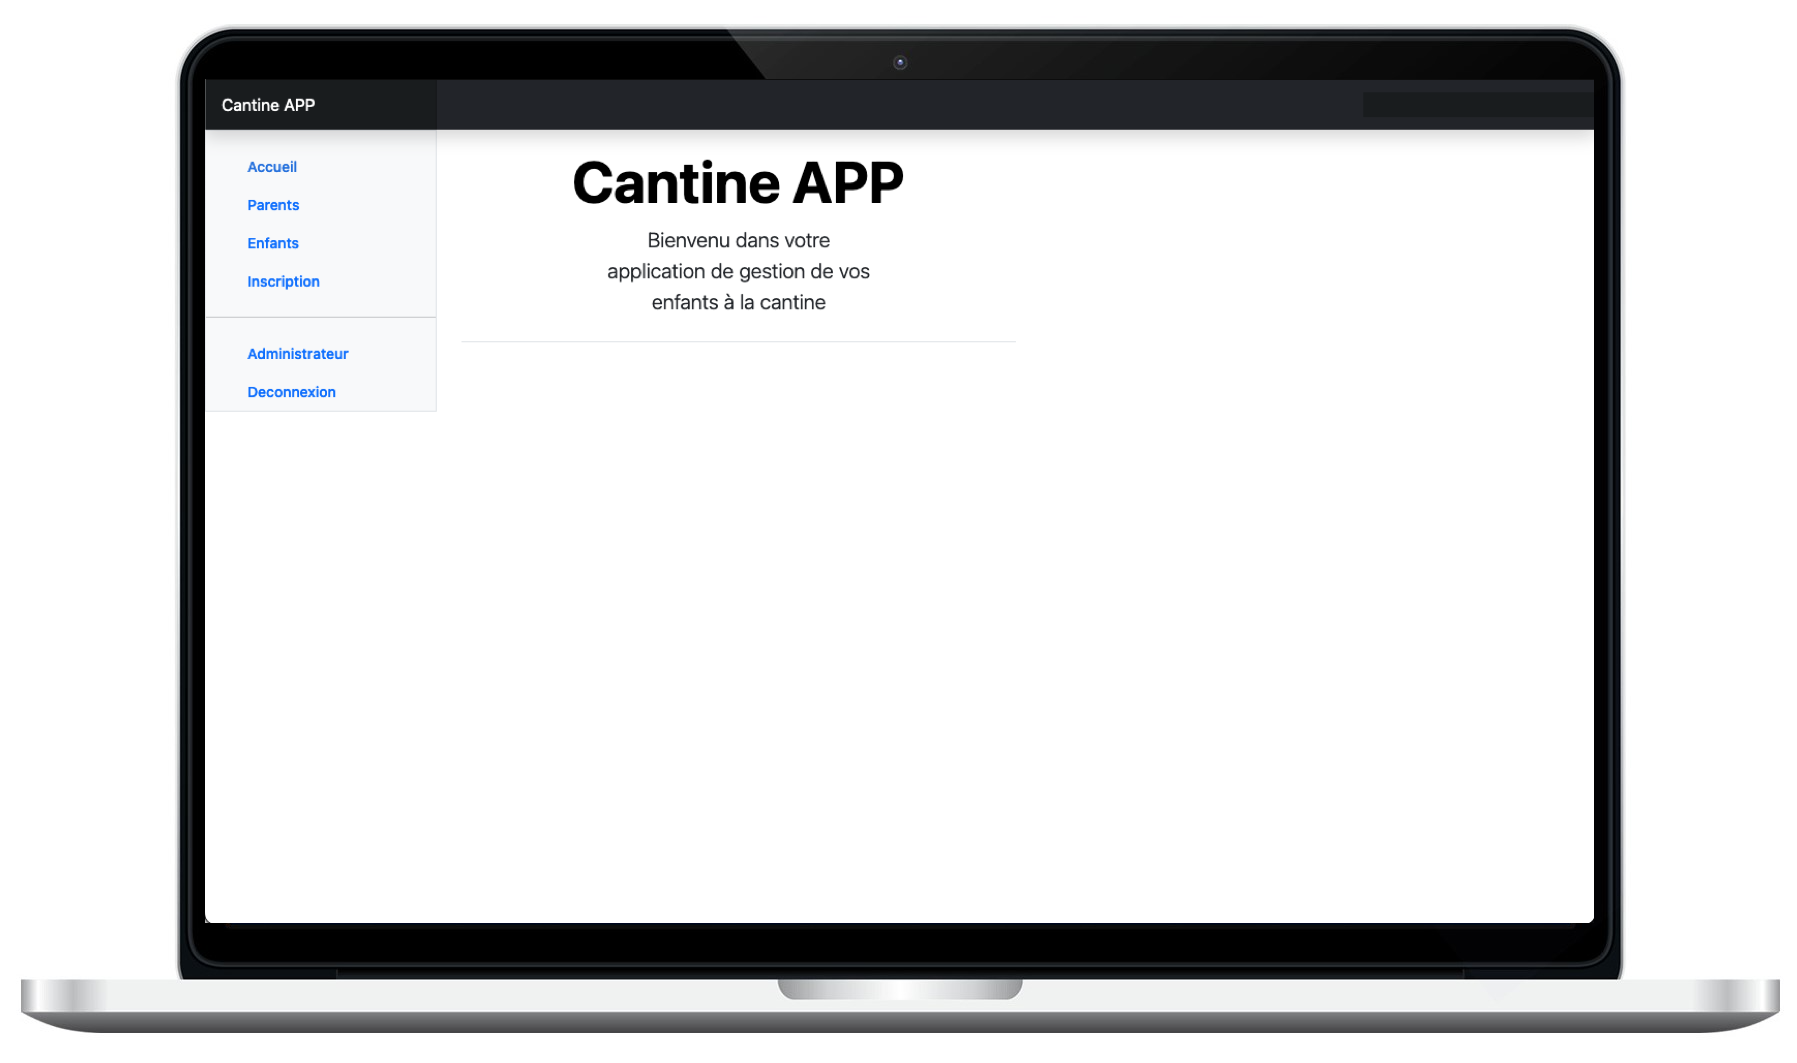 Cantine APP
Accueil
Parents
Enfants
Inscription
Administrateur
Deconnexion
Cantine APP
Bienvenu dans votre
application de gestion de vos
enfants à la cantine